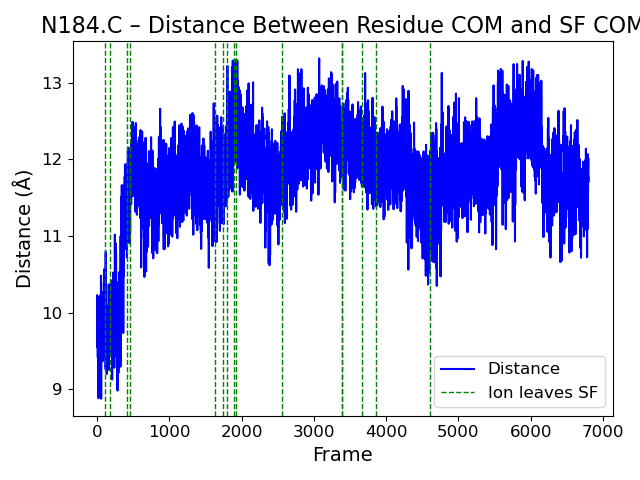 N184.C – Distance Between Residue COM and SF COM
Distance (Å)
13
12
11
10
9
Distance
Ion leaves SF
0 1000 2000 3000 4000 5000 6000 7000
Frame